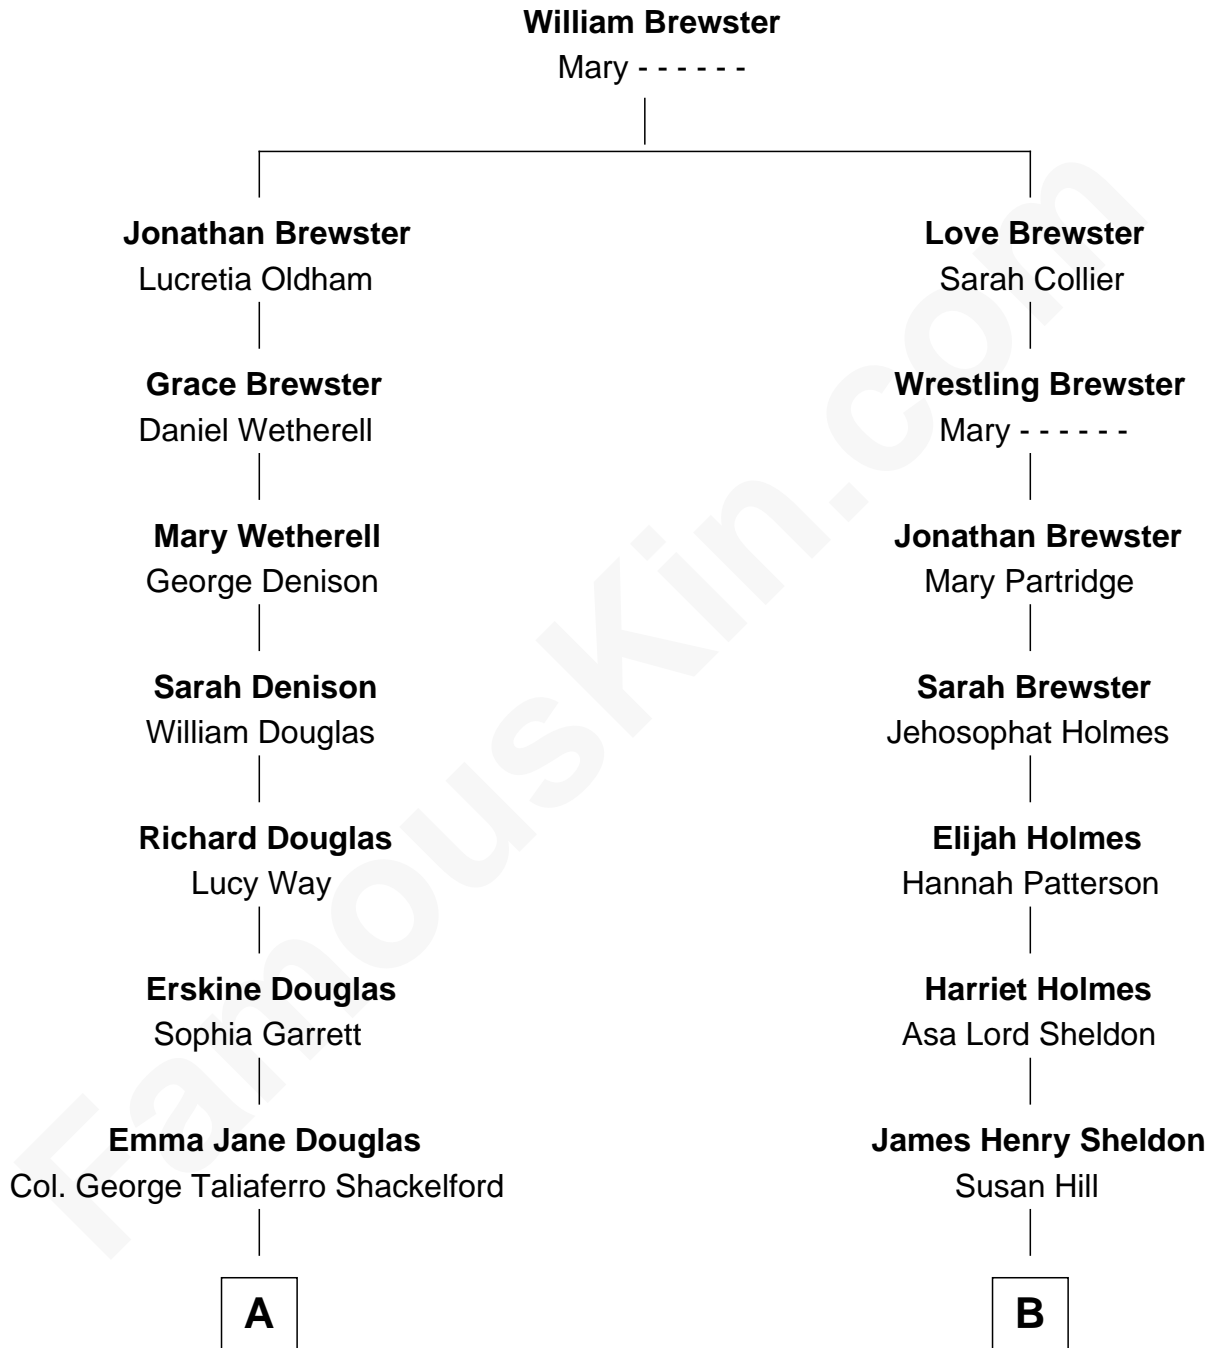 William Brewster
Mary - - - - - -
Jonathan Brewster
Lucretia Oldham
Love Brewster
Sarah Collier
Grace Brewster
Daniel Wetherell
Wrestling Brewster
Mary - - - - - -
Mary Wetherell
George Denison
Jonathan Brewster
Mary Partridge
Sarah Denison
William Douglas
Sarah Brewster
Jehosophat Holmes
Richard Douglas
Lucy Way
Elijah Holmes
Hannah Patterson
Erskine Douglas
Sophia Garrett
Harriet Holmes
Asa Lord Sheldon
Emma Jane Douglas
Col. George Taliaferro Shackelford
James Henry Sheldon
Susan Hill
A
B
FamousKin.com